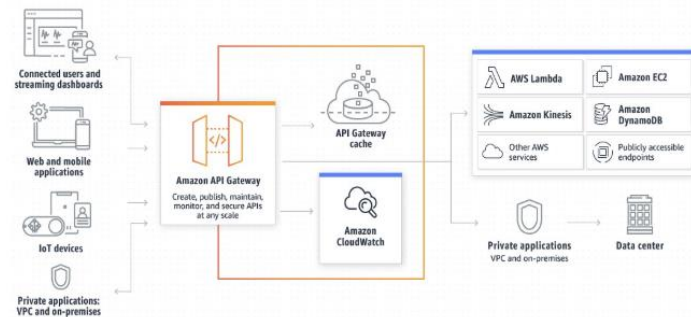 Connected users and
streaming dashboards
Web and mobile
applications
IoT devices
Private applications:
VPC and on-premises
</>
Amazon API Gateway
Create, publish, maintain,
monitor, and secure APIs
at any scale
API Gateway
cache
Amazon
CloudWatch
AWS Lambda
Amazon EC2
Amazon Kinesis
Amazon
DynamoDB
Other AWS
services
Publicly accessible
endpoints
Private applications
VPC and on-premises
Data center